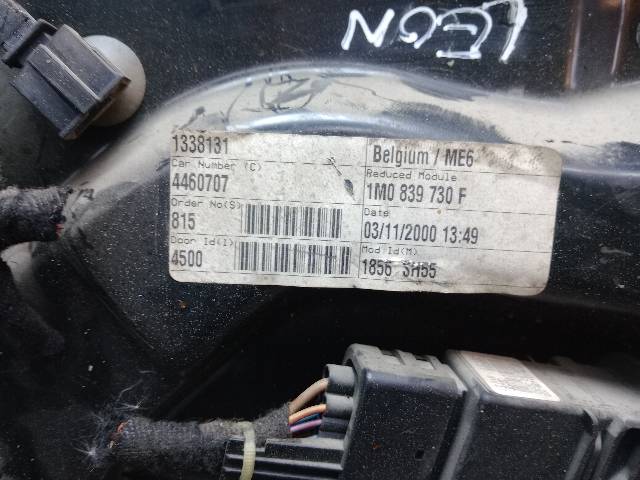 LEGN
1338131
Car Number (C)
4460707
Order No(S)
815
Door Id(I)
4500
Belgium / ME6
Reduced Module
1M0 839 730 F
Date
03/11/2000 13:49
Mod Id(M)
1856 SH55